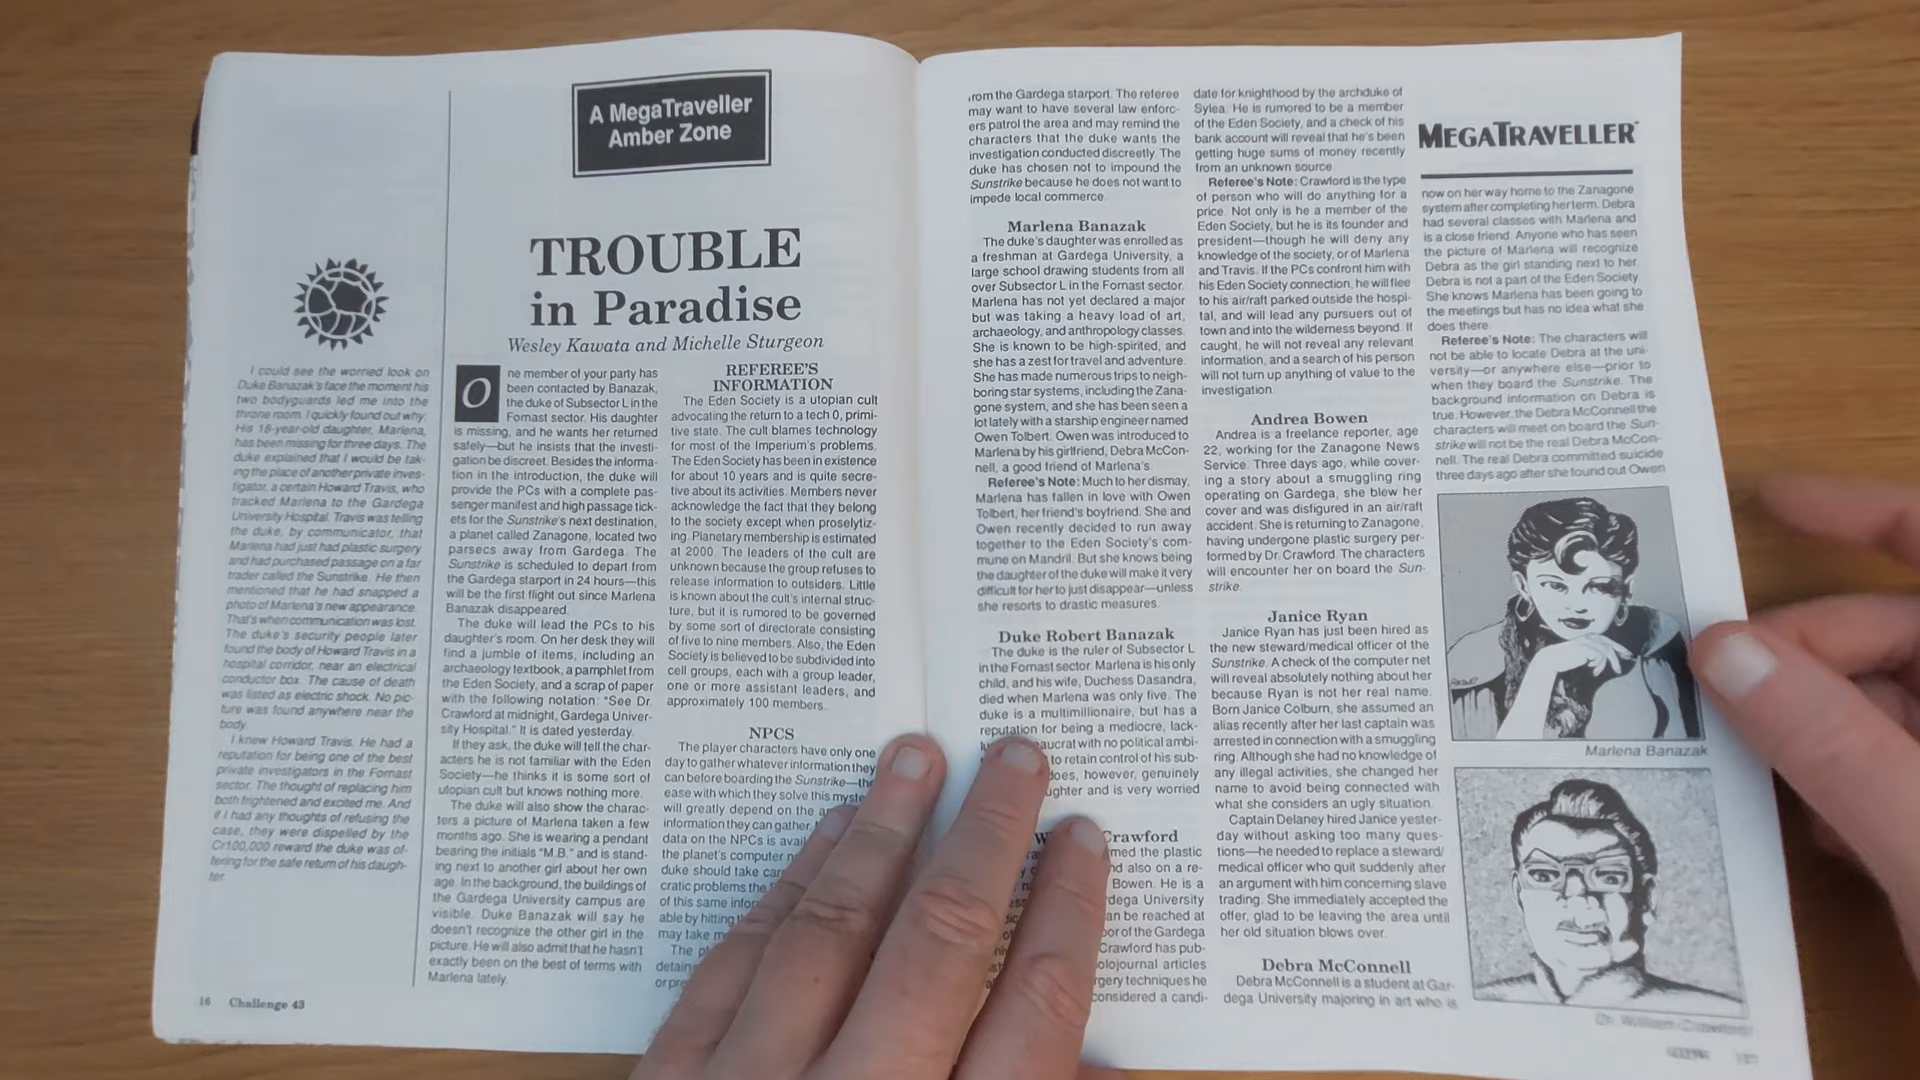 A MegaTraveller
Amber Zone
TROUBLE
in Paradise
Wesley Kawata and Michelle Sturgeon
I could see the worried look on
Duke Banazak's face the moment his
two bodyguards led me into the
throne room. I quickly found out why.
His 18-year-old daughter, Marlena,
has been missing for three days. The
duke explained that I would be tak-
ing the place of another private inves-
tigator, a certain Howard Travis, who
tracked Marlena to the Gardega
University Hospital. Travis was telling
the duke, by communicator, that
Marlena had just had plastic surgery
and had purchased passage on a far
trader called the Sunstrike. He then
mentioned that he had snapped a
photo of Marlena's new appearance.
That's when communication was lost.
The duke's security people later
found the body of Howard Travis in a
hospital corridor, near an electrical
conductor box. The cause of death
was listed as electric shock. No pic-
ture was found anywhere near the
body.
I knew Howard Travis. He had a
reputation for being one of the best
private investigators in the Fornast
sector. The thought of replacing him
both frightened and excited me. And
if I had any thoughts of refusing the
case, they were dispelled by the
Cr100,000 reward the duke was of-
fering for the safe return of his daugh-
ter.
One member of your party has
been contacted by Banazak,
the duke of Subsector L in the
Fornast sector. His daughter
is missing, and he wants her returned
safely—but he insists that the investi-
gation be discreet. Besides the informa-
tion in the introduction, the duke will
provide the PCs with a complete pas-
senger manifest and high passage tick-
ets for the Sunstrike's next destination,
a planet called Zanagone, located two
parsecs away from Gardega. The
Sunstrike is scheduled to depart from
the Gardega starport in 24 hours—this
will be the first flight out since Marlena
Banazak disappeared.
The duke will lead the PCs to his
daughter's room. On her desk they will
find a jumble of items, including an
archaeology textbook, a pamphlet from
the Eden Society, and a scrap of paper
with the following notation: "See Dr.
Crawford at midnight, Gardega Univer-
sity Hospital." It is dated yesterday.
If they ask, the duke will tell the char-
acters he is not familiar with the Eden
Society—he thinks it is some sort of
utopian cult but knows nothing more.
The duke will also show the charac-
ters a picture of Marlena taken a few
months ago. She is wearing a pendant
bearing the initials "M.B." and is stand-
ing next to another girl about her own
age. In the background, the buildings of
the Gardega University campus are
visible. Duke Banazak will say he
doesn't recognize the other girl in the
picture. He will also admit that he hasn't
exactly been on the best of terms with
Marlena lately.
REFEREE'S
INFORMATION
The Eden Society is a utopian cult
advocating the return to a tech 0, primi-
tive state. The cult blames technology
for most of the Imperium's problems.
The Eden Society has been in existence
for about 10 years and is quite secre-
tive about its activities. Members never
acknowledge the fact that they belong
to the society except when proselytiz-
ing. Planetary membership is estimated
at 2000. The leaders of the cult are
unknown because the group refuses to
release information to outsiders. Little
is known about the cult's internal struc-
ture, but it is rumored to be governed
by some sort of directorate consisting
of five to nine members. Also, the Eden
Society is believed to be subdivided into
cell groups, each with a group leader,
one or more assistant leaders, and
approximately 100 members.
NPCS
The player characters have only one
day to gather whatever information they
can before boarding the Sunstrike—the
ease with which they solve this
will greatly depend on the
information they can gather.
data on the NPCs is
the planet's computer
duke should take
cratic problems the
of this same
able by hitting
may take
The
detain
or
16 Challenge 43
from the Gardega starport. The referee
may want to have several law enforc-
ers patrol the area and may remind the
characters that the duke wants the
investigation conducted discreetly. The
duke has chosen not to impound the
Sunstrike because he does not want to
impede local commerce.
Marlena Banazak
The duke's daughter was enrolled as
a freshman at Gardega University, a
large school drawing students from all
over Subsector L in the Fornast sector.
Marlena has not yet declared a major
but was taking a heavy load of art,
archaeology, and anthropology classes.
She is known to be high-spirited, and
she has a zest for travel and adventure.
She has made numerous trips to neigh-
boring star systems, including the Zana-
gone system, and she has been seen a
lot lately with a starship engineer named
Owen Tolbert. Owen was introduced to
Marlena by his girlfriend, Debra McCon-
nell, a good friend of Marlena's.
Referee's Note: Much to her dismay,
Marlena has fallen in love with Owen
Tolbert, her friend's boyfriend. She and
Owen recently decided to run away
together to the Eden Society's com-
mune on Mandril. But she knows being
the daughter of the duke will make it very
difficult for her to just disappear—unless
she resorts to drastic measures.
Duke Robert Banazak
The duke is the ruler of Subsector L
in the Fornast sector. Marlena is his only
child, and his wife, Duchess Dasandra,
died when Marlena was only five. The
duke is a multimillionaire, but has a
reputation for being a mediocre, lack-
with no political ambi-
to retain control of his sub-
does, however, genuinely
and is very worried
Crawford
the plastic
also on a re-
Bowen. He is a
University
can be reached at
of the Gardega
Crawford has pub-
articles
techniques he
considered a candi-
date for knighthood by the archduke of
Sylea. He is rumored to be a member
of the Eden Society, and a check of his
bank account will reveal that he's been
getting huge sums of money recently
from an unknown source.
Referee's Note: Crawford is the type
of person who will do anything for a
price. Not only is he a member of the
Eden Society, but he is its founder and
president—though he will deny any
knowledge of the society, or of Marlena
and Travis. If the PCs confront him with
his Eden Society connection, he will flee
to his air/raft parked outside the hospi-
tal, and will lead any pursuers out of
town and into the wilderness beyond. If
caught, he will not reveal any relevant
information, and a search of his person
will not turn up anything of value to the
investigation.
Andrea Bowen
Andrea is a freelance reporter, age
22, working for the Zanagone News
Service. Three days ago, while cover-
ing a story about a smuggling ring
operating on Gardega, she blew her
cover and was disfigured in an air/raft
accident. She is returning to Zanagone,
having undergone plastic surgery per-
formed by Dr. Crawford. The characters
will encounter her on board the Sun-
strike.
Janice Ryan
Janice Ryan has just been hired as
the new steward/medical officer of the
Sunstrike. A check of the computer net
will reveal absolutely nothing about her
because Ryan is not her real name.
Born Janice Colburn, she assumed an
alias recently after her last captain was
arrested in connection with a smuggling
ring. Although she had no knowledge of
any illegal activities, she changed her
name to avoid being connected with
what she considers an ugly situation.
Captain Delaney hired Janice yester-
day without asking too many ques-
tions—he needed to replace a steward/
medical officer who quit suddenly after
an argument with him concerning slave
trading. She immediately accepted the
offer, glad to be leaving the area until
her old situation blows over.
Debra McConnell
Debra McConnell is a student at Gar-
dega University majoring in art who is
MEGATRAVELLER
now on her way home to the Zanagone
system after completing her term. Debra
had several classes with Marlena and
is a close friend. Anyone who has seen
the picture of Marlena will recognize
Debra as the girl standing next to her.
Debra is not a part of the Eden Society.
She knows Marlena has been going to
the meetings but has no idea what she
does there.
Referee's Note: The characters will
not be able to locate Debra at the uni-
versity—or anywhere else—prior to
when they board the Sunstrike. The
background information on Debra is
true. However, the Debra McConnell the
characters will meet on board the Sun-
strike will not be the real Debra McCon-
nell. The real Debra committed suicide
three days ago after she found out Owen
Marlena Banazak
Dr. William Crawford